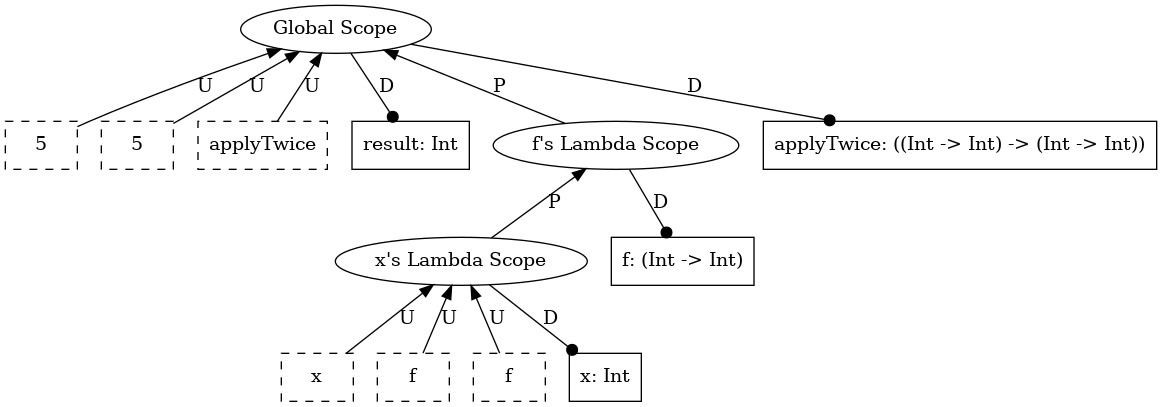 Global Scope
U
U
U
D
P
D
5
5
applyTwice
result: Int
f's Lambda Scope
applyTwice: ((Int -> Int) -> (Int -> Int))
P
D
x's Lambda Scope
f: (Int -> Int)
U
U
U
D
x
f
f
x: Int